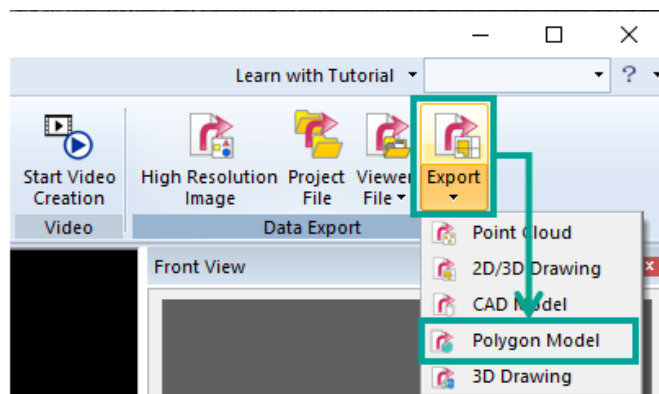 Learn with Tutorial
?
Start Video
Creation
High Resolution
Image
Project
File
Viewer
File
Export
Video
Data Export
Front View
Point Cloud
2D/3D Drawing
CAD Model
Polygon Model
3D Drawing